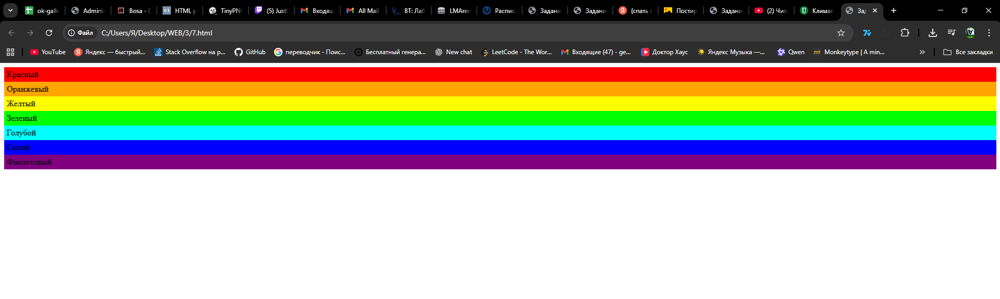 ok-galle Adminis Bosa - D HTML p TinyPNG (5) Just Входящ All Mail ВТ: Лаб LMAren Распис Задани Задани {спать в Постир Задани (2) Чип Климак Зад
Файл C:/Users/Я/Desktop/WEB/3/7.html
YouTube Яндекс — быстрый... Stack Overflow на р... GitHub переводчик - Поис... Бесплатный генера... New chat LeetCode - The Wor... Входящие (47) - ge... Доктор Хаус Яндекс Музыка —... Qwen Monkeytype | A min... Все закладки
Красный
Оранжевый
Желтый
Зеленый
Голубой
Синий
Фиолетовый